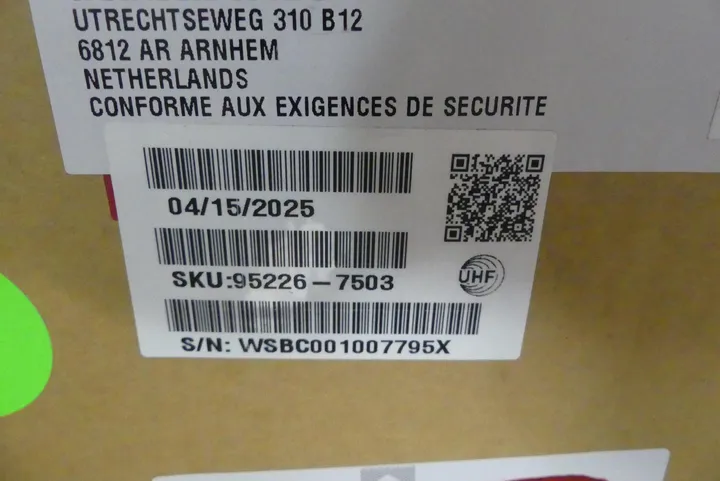 UTRECHTSEWEG 310 B12
6812 AR ARNHEM
NETHERLANDS
CONFORME AUX EXIGENCES DE SECURITE
04/15/2025
SKU:95226-7503
UHF
S/N: WSBC001007795X